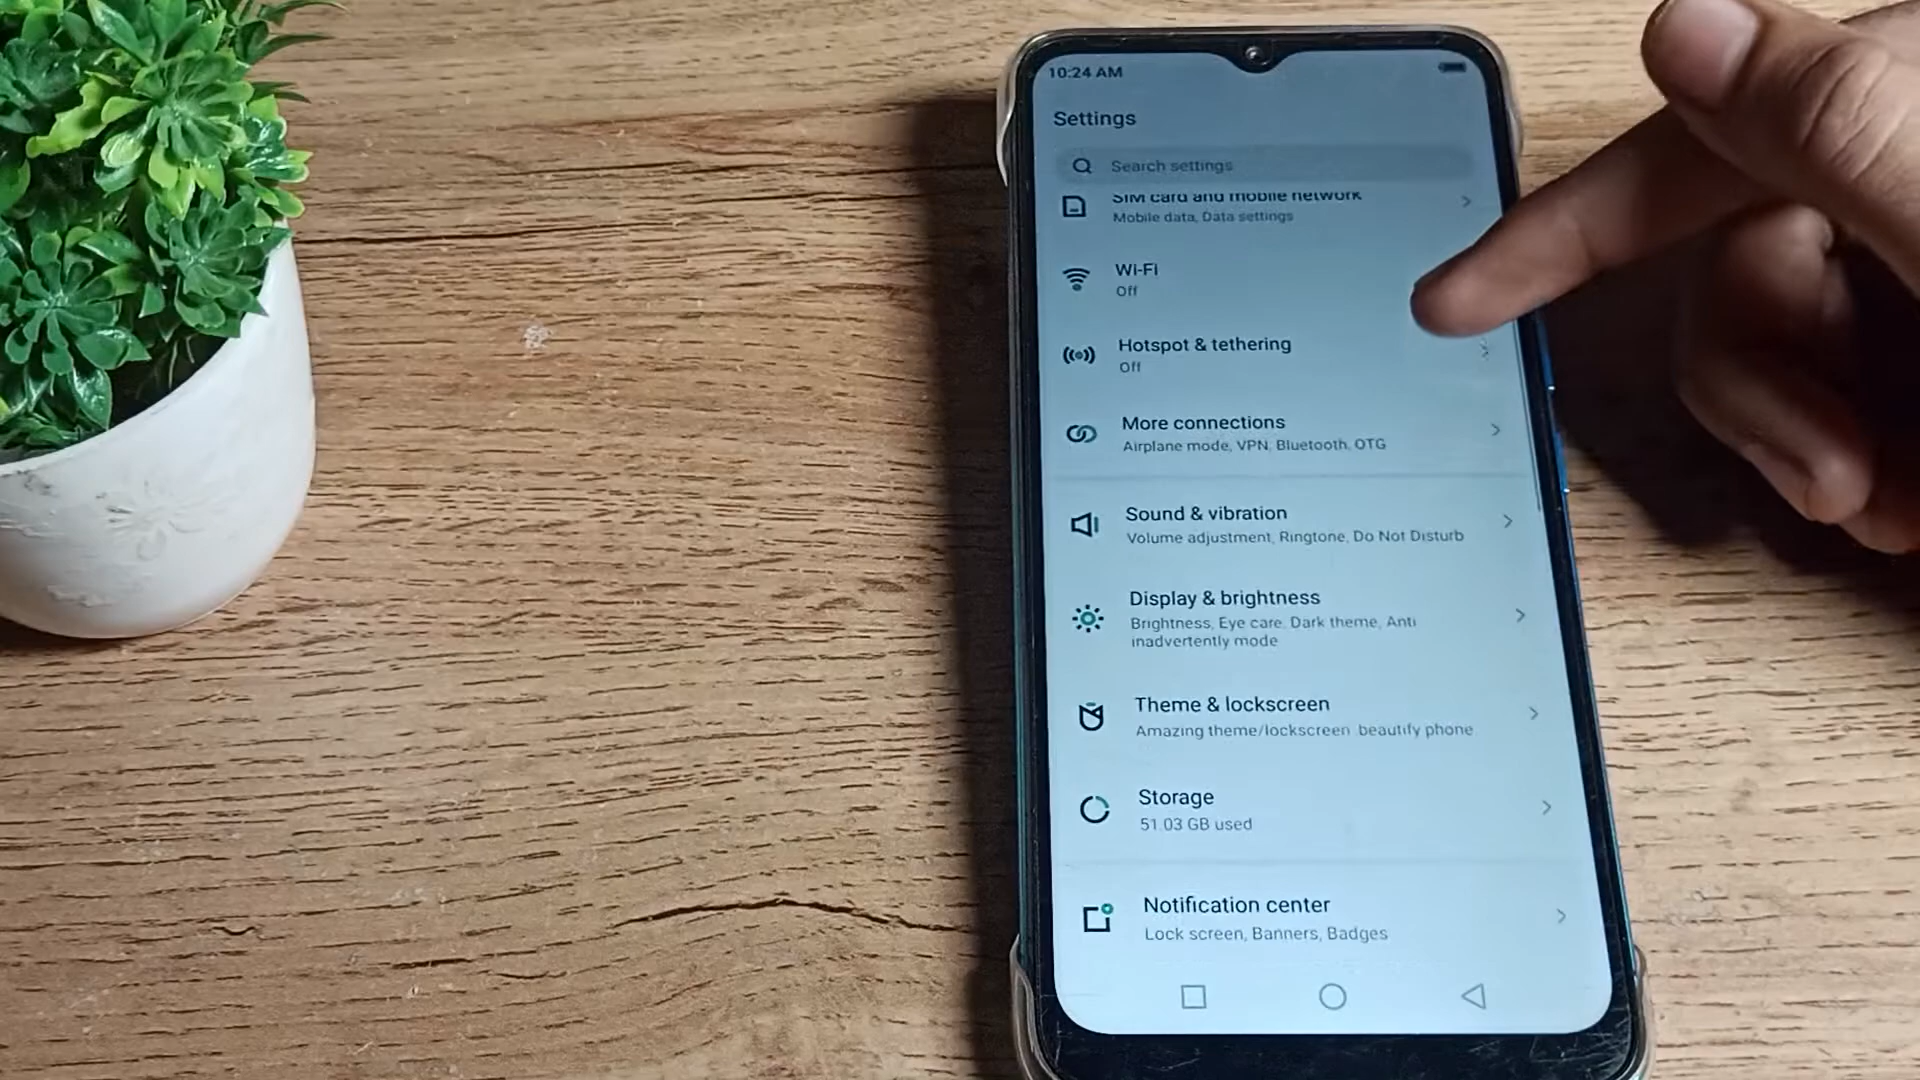 10:24 AM
Settings
Search settings
SIM card and mobile network
Mobile data, Data settings
Wi-Fi
Off
Hotspot & tethering
Off
More connections
Airplane mode, VPN, Bluetooth, OTG
Sound & vibration
Volume adjustment, Ringtone, Do Not Disturb
Display & brightness
Brightness, Eye care, Dark theme, Anti
inadvertently mode
Theme & lockscreen
Amazing theme/lockscreen beautify phone
Storage
51.03 GB used
Notification center
Lock screen, Banners, Badges